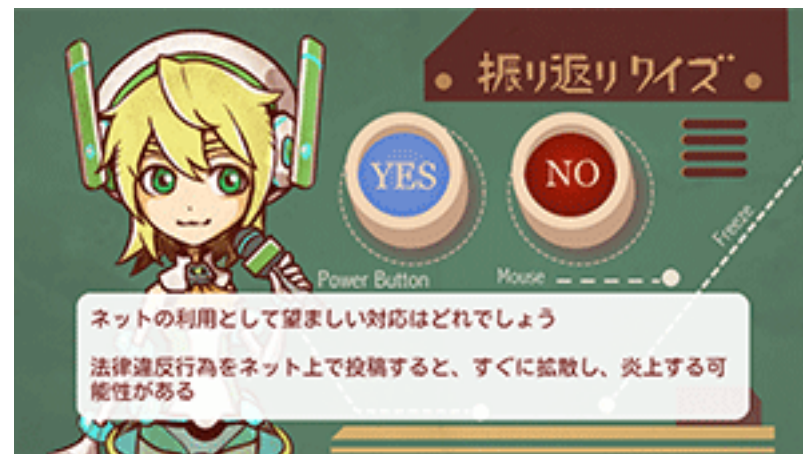 振り返りクイズ
YES
NO
Freeze
Power Button
Mouse
ネットの利用として望ましい対応はどれでしょう
法律違反行為をネット上で投稿すると、すぐに拡散し、炎上する可
能性がある